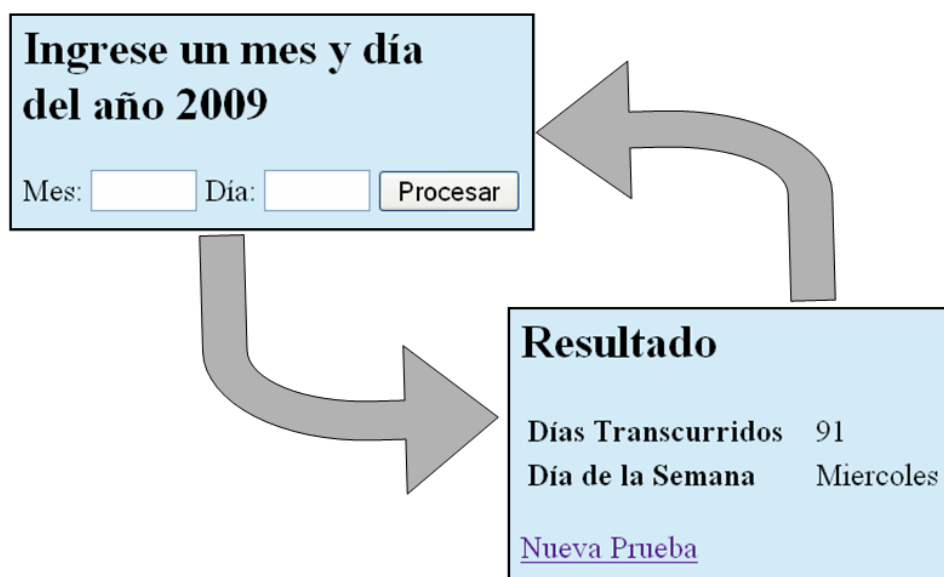 Ingrese un mes y día
del año 2009
Mes: Día: Procesar
Resultado
Días Transcurridos 91
Día de la Semana Miercoles
Nueva Prueba